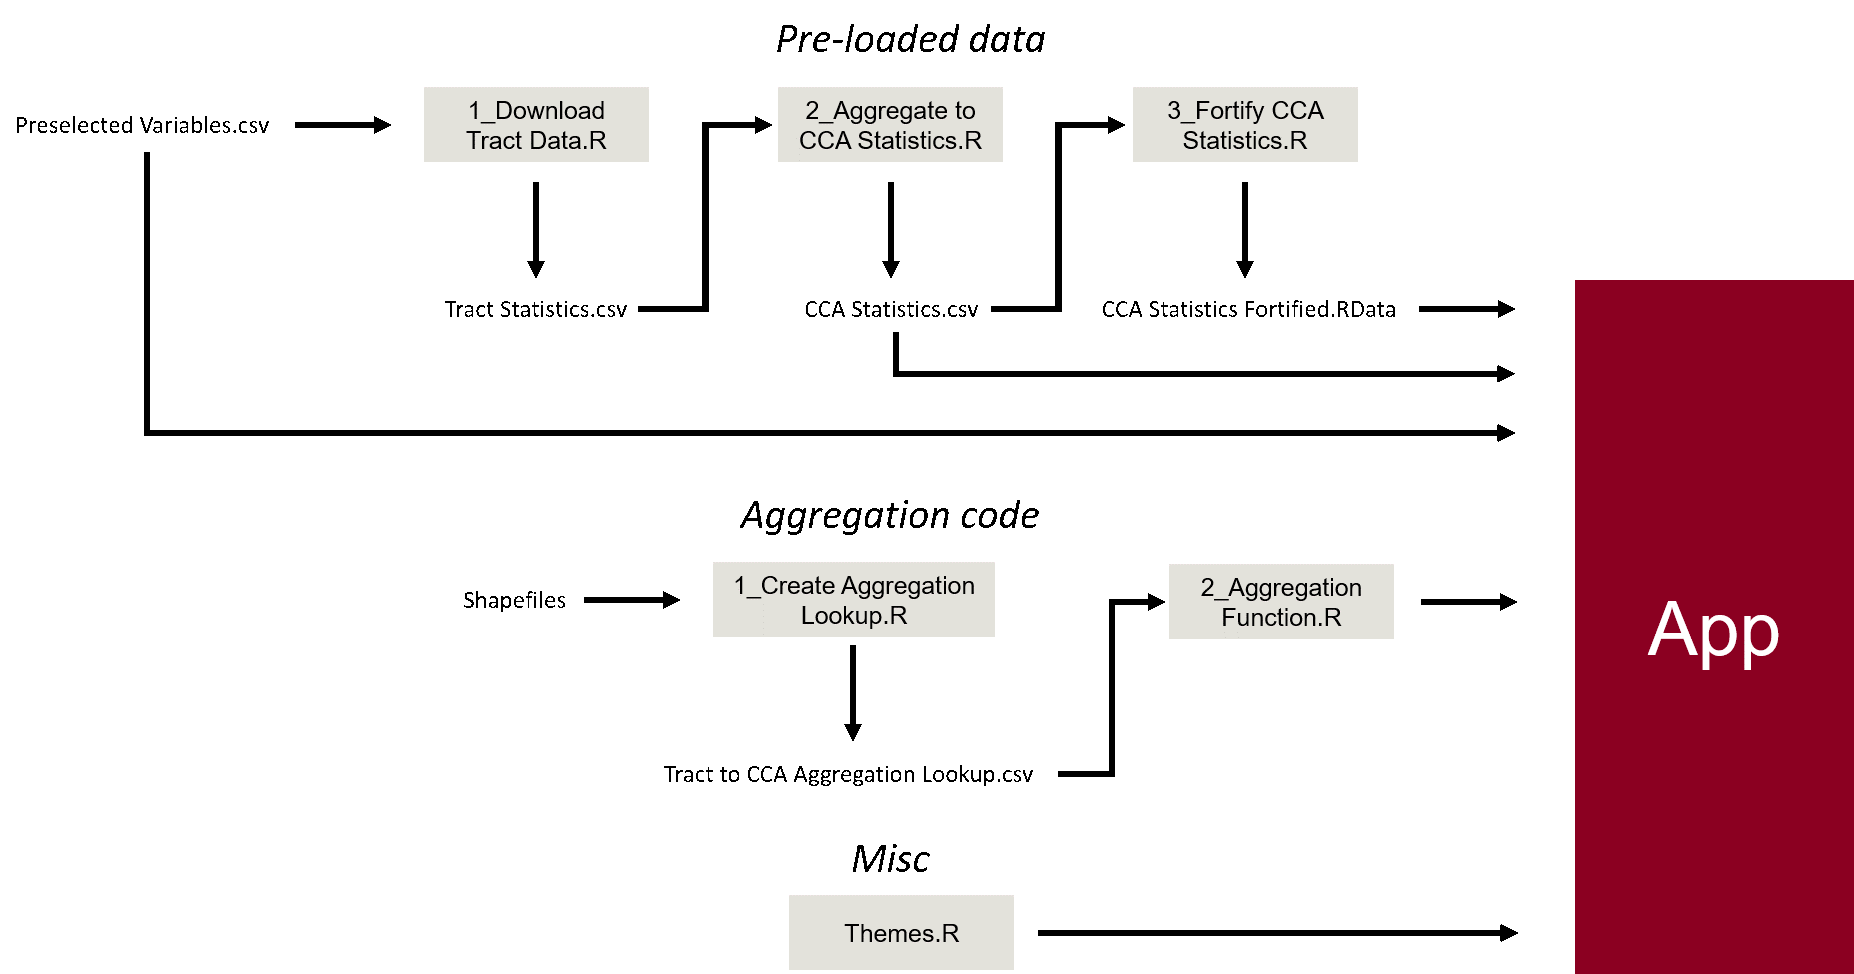 Pre-loaded data
Preselected Variables.csv
1_Download
Tract Data.R
2_Aggregate to
CCA Statistics.R
3_Fortify CCA
Statistics.R
Tract Statistics.csv
CCA Statistics.csv
CCA Statistics Fortified.RData
Aggregation code
Shapefiles
1_Create Aggregation
Lookup.R
2_Aggregation
Function.R
App
Tract to CCA Aggregation Lookup.csv
Misc
Themes.R